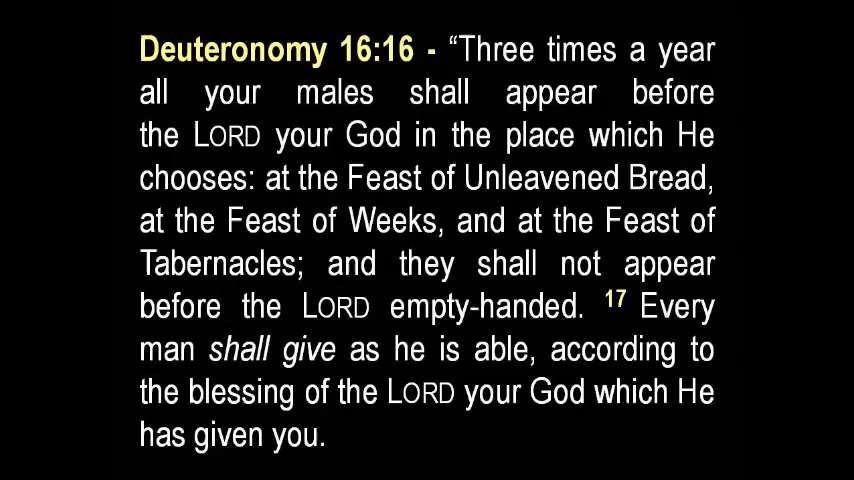 Deuteronomy 16:16 - “Three times a year
all your males shall appear before
the LORD your God in the place which He
chooses: at the Feast of Unleavened Bread,
at the Feast of Weeks, and at the Feast of
Tabernacles; and they shall not appear
before the LORD empty-handed. 17 Every
man shall give as he is able, according to
the blessing of the LORD your God which He
has given you.